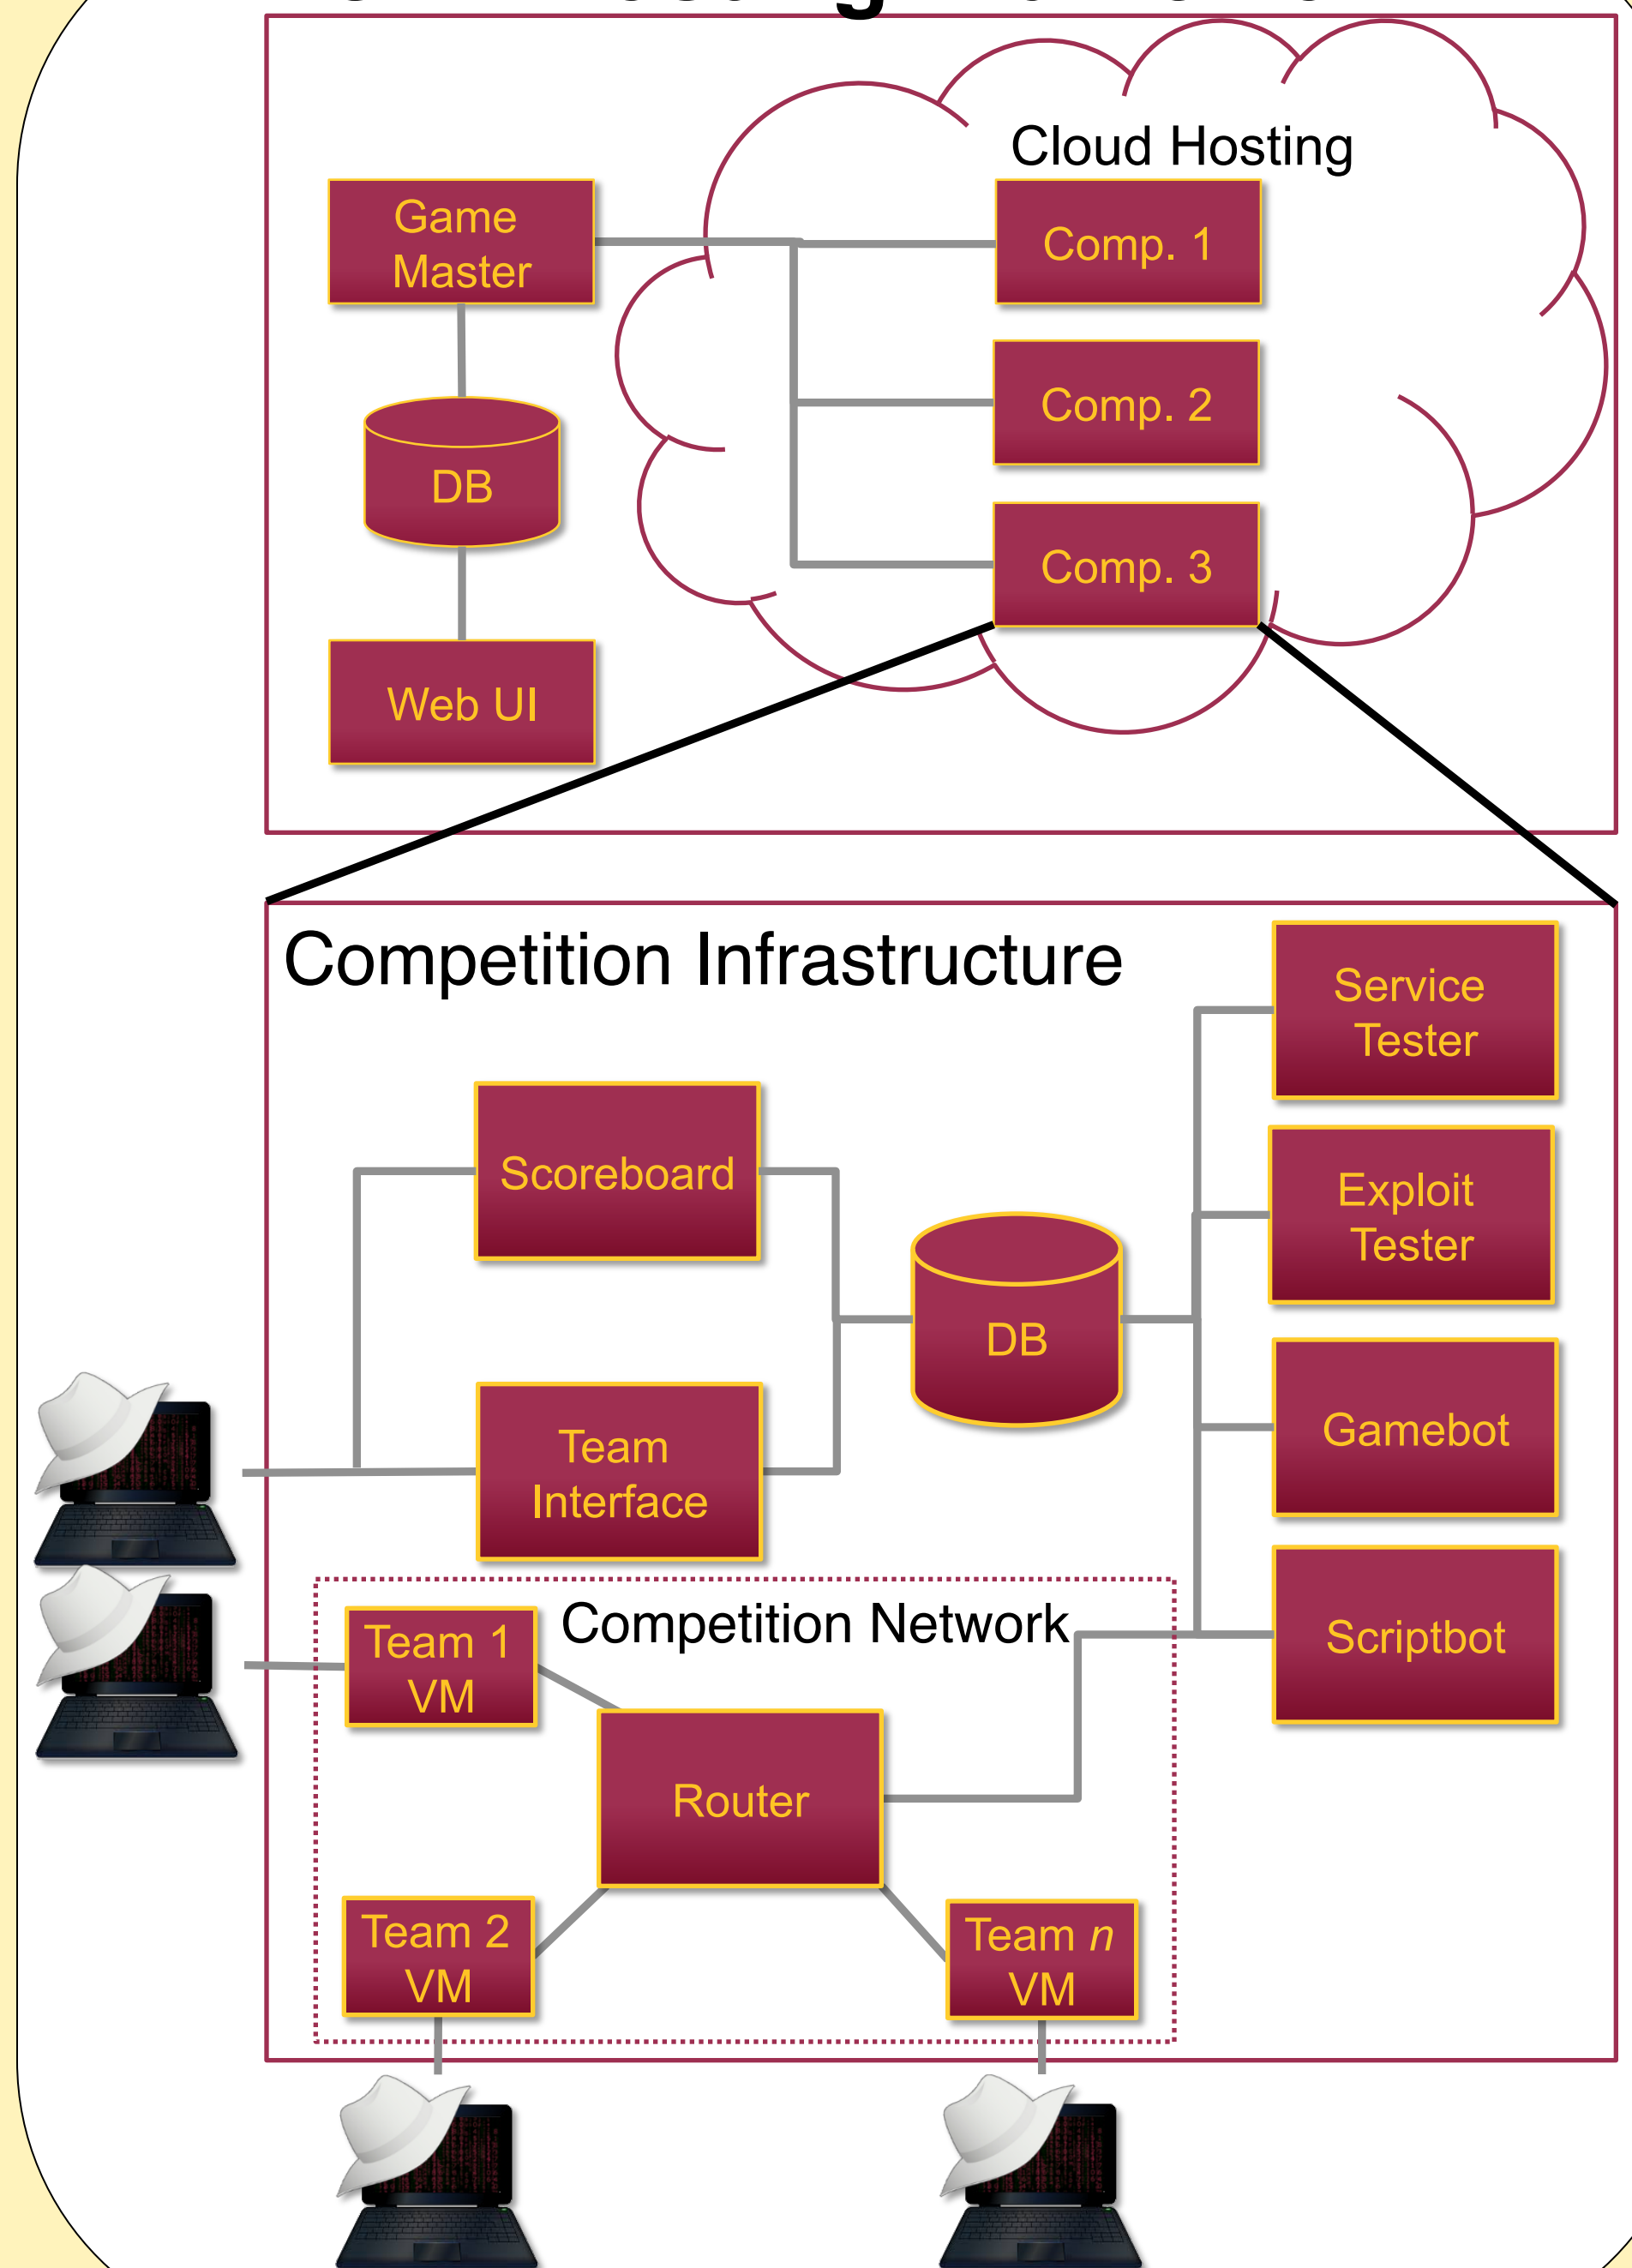 Cloud Hosting
Game
Master
Comp. 1
Comp. 2
DB
Comp. 3
Web UI
Competition Infrastructure
Service
Tester
Scoreboard
Exploit
Tester
DB
Team
Interface
Gamebot
Competition Network
Team 1
VM
Scriptbot
Router
Team 2
VM
Team n
VM